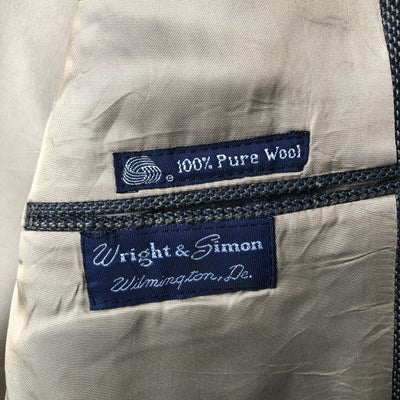 100% Pure Wool
Wright & Simon
Wilmington, De.